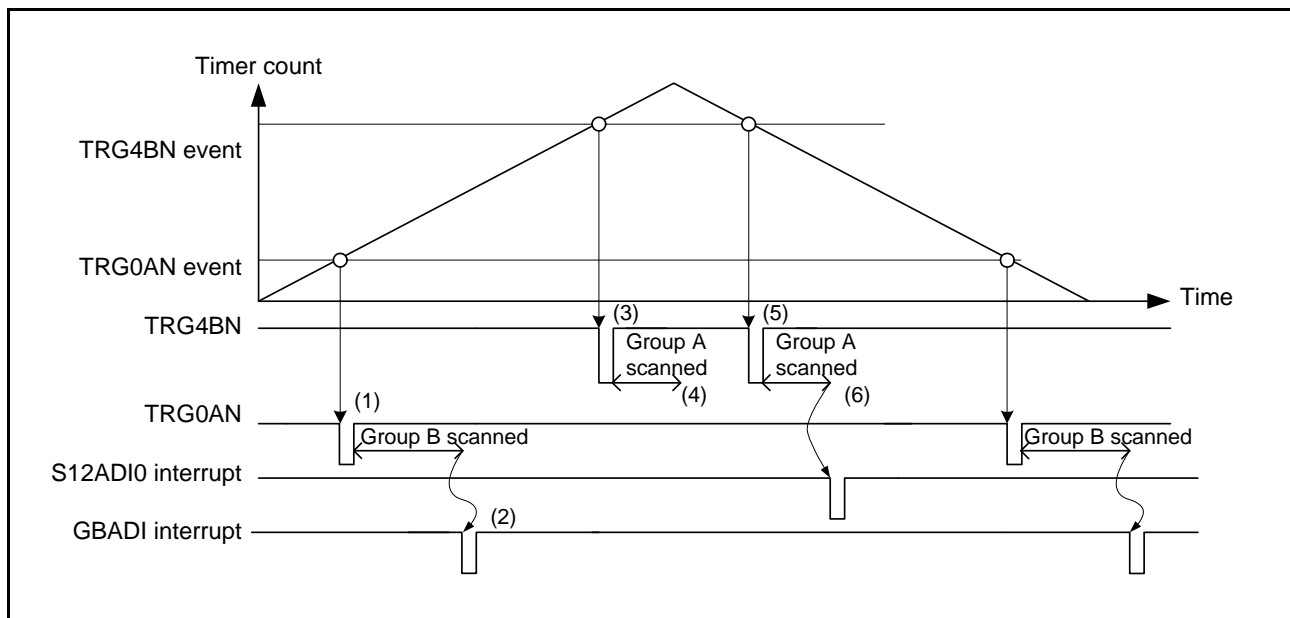 Timer count
TRG4BN event
TRG0AN event
Time
TRG4BN
(3)
(5)
Group A
scanned
Group A
scanned
(4)
(6)
TRG0AN
(1)
Group B scanned
Group B scanned
S12ADI0 interrupt
(2)
GBADI interrupt